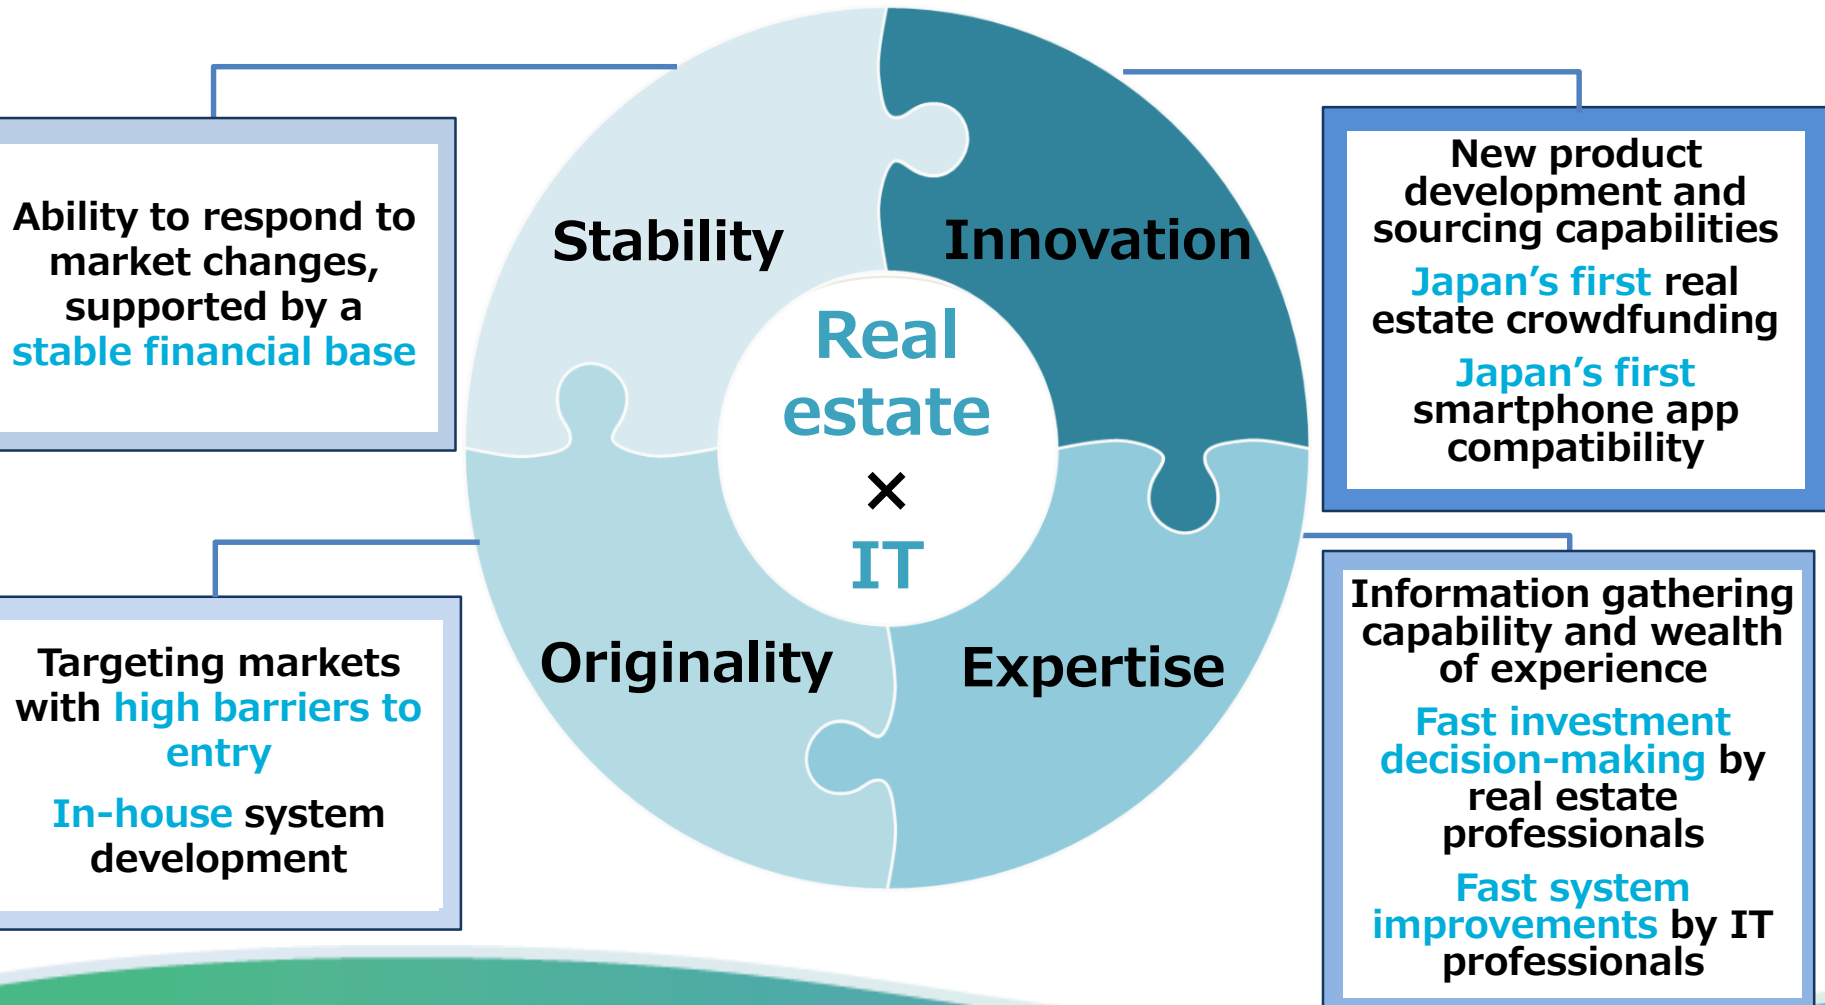 Ability to respond to
market changes,
supported by a
stable financial base
Stability
Innovation
New product
development and
sourcing capabilities
Japan’s first real
estate crowdfunding
Japan’s first
smartphone app
compatibility
Real
estate
×
IT
Targeting markets
with high barriers to
entry
In-house system
development
Originality
Expertise
Information gathering
capability and wealth
of experience
Fast investment
decision-making by
real estate
professionals
Fast system
improvements by IT
professionals